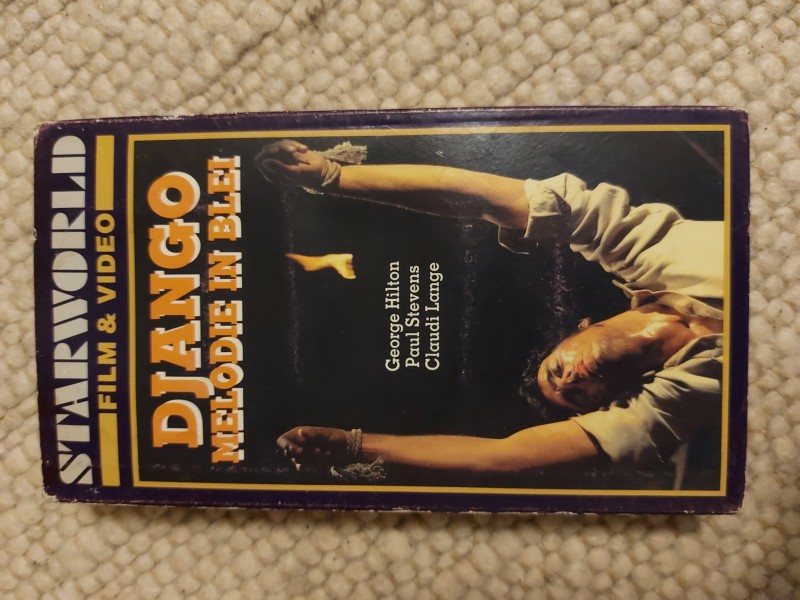 STARWORLD
FILM & VIDEO
DJANGO
MELODIE IN BLEI
George Hilton
Paul Stevens
Claudi Lange